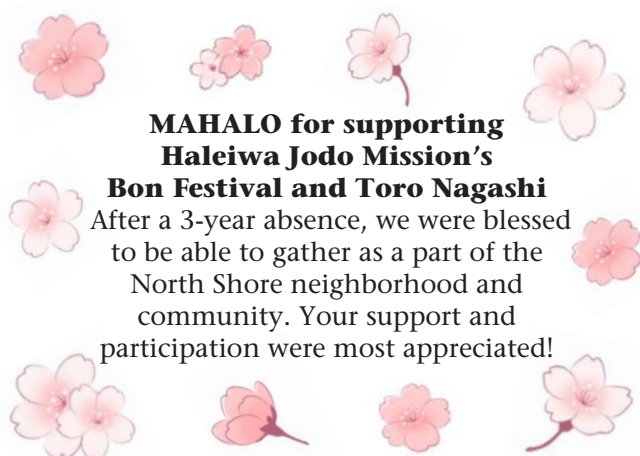 MAHALO for supporting
Haleiwa Jodo Mission’s
Bon Festival and Toro Nagashi
After a 3-year absence, we were blessed
to be able to gather as a part of the
North Shore neighborhood and
community. Your support and
participation were most appreciated!